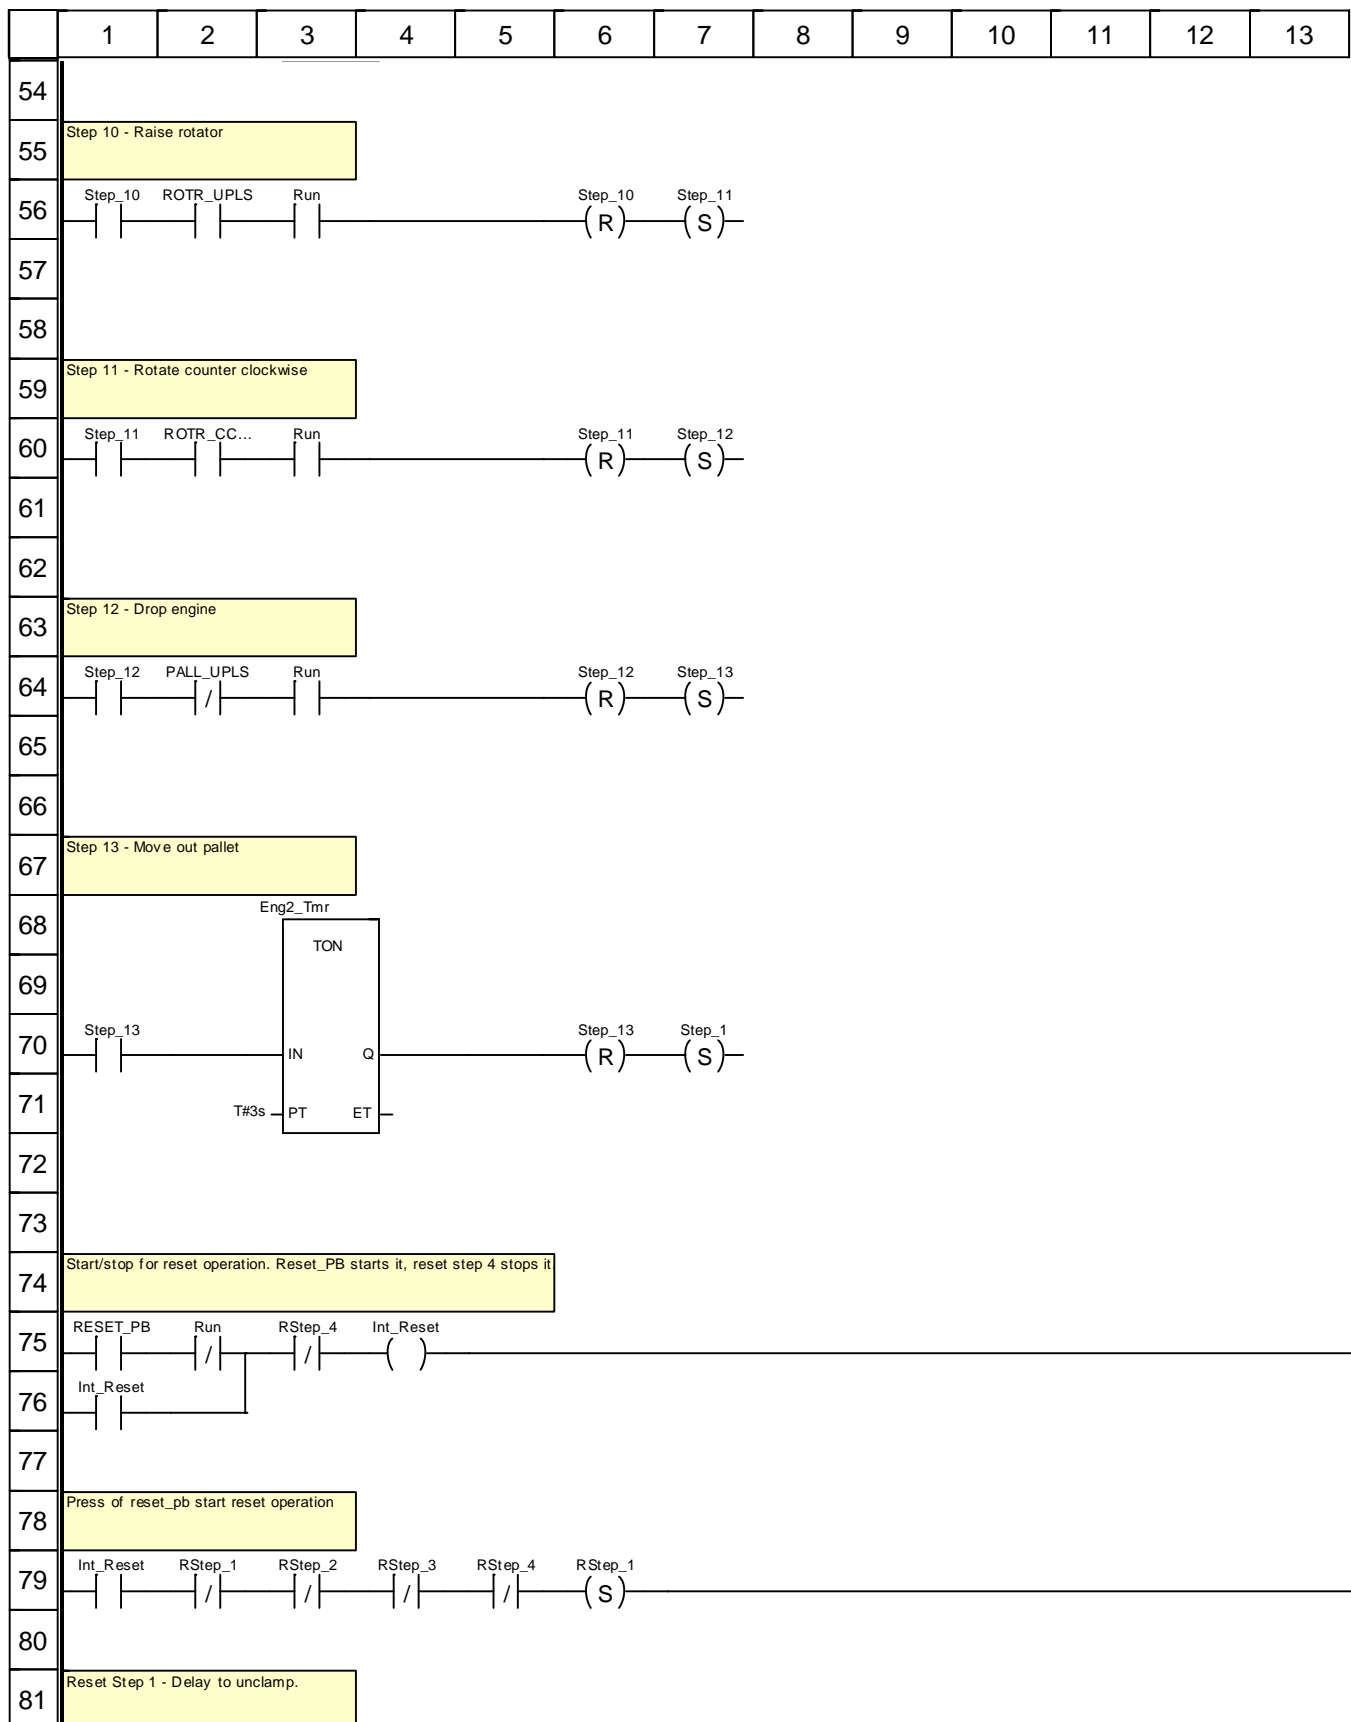 1 2 3 4 5 6 7 8 9 10 11 12 13
54
55 Step 10 - Raise rotator
Step_10 ROTR_UPLS Run Step_10 Step_11
56 R S
57
58
59 Step 11 - Rotate counter clockwise
Step_11 ROTR_CC... Run Step_11 Step_12
60 R S
61
62
63 Step 12 - Drop engine
Step_12 PALL_UPLS Run Step_12 Step_13
64 / R S
65
66
67 Step 13 - Move out pallet
Eng2_Tmr
68 TON
69
Step_13 Step_13 Step_1
70 IN Q R S
71 T#3s PT ET
72
73
74 Start/stop for reset operation. Reset_PB starts it, reset step 4 stops it
RESET_PB Run RStep_4 Int_Reset
75 / /
Int_Reset
76
77
78 Press of reset_pb start reset operation
Int_Reset RStep_1 RStep_2 RStep_3 RStep_4 RStep_1
79 / / / / S
80
81 Reset Step 1 - Delay to unclamp.